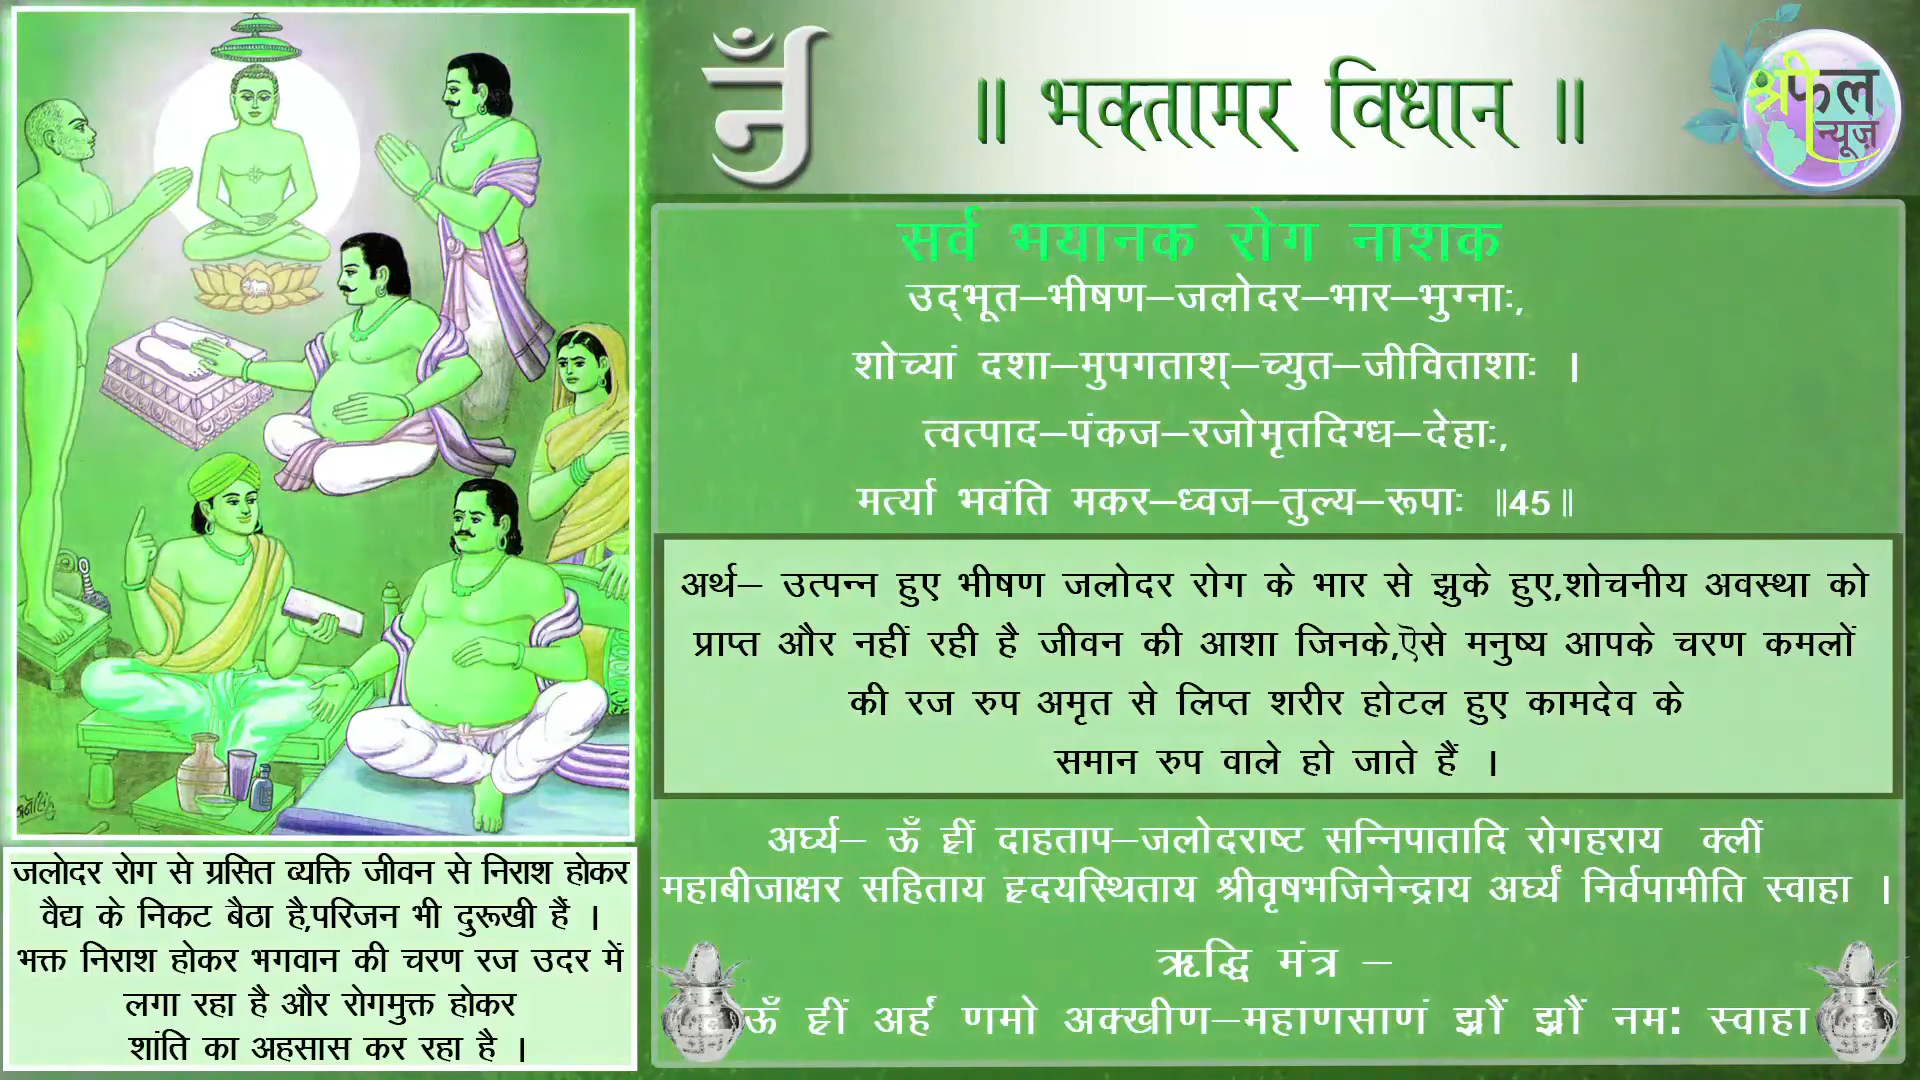 ॐ
॥ भक्तामर विधान ॥
श्रीफल
न्यूज़
सर्व भयानक रोग नाशक
उद्भूत–भीषण–जलोदर–भार–भुग्नाः,
शोच्यां दशा–मुपगताश्–च्युत–जीविताशाः ।
त्वत्पाद–पंकज–रजोमृतदिग्ध–देहाः,
मर्त्या भवंति मकर–ध्वज–तुल्य–रूपाः ॥45॥
अर्थ– उत्पन्न हुए भीषण जलोदर रोग के भार से झुके हुए,शोचनीय अवस्था को
प्राप्त और नहीं रही है जीवन की आशा जिनके,ऎसे मनुष्य आपके चरण कमलों
की रज रुप अमृत से लिप्त शरीर होटल हुए कामदेव के
समान रुप वाले हो जाते हैं ।
अर्घ्य– ऊँ ह्रीं दाहताप–जलोदराष्ट सन्निपातादि रोगहराय क्लीं
महाबीजाक्षर सहिताय हृदयस्थिताय श्रीवृषभजिनेन्द्राय अर्घ्यं निर्वपामीति स्वाहा ।
ऋद्धि मंत्र –
ऊँ ह्रीं अर्हं णमो अक्खीण–महाणसाणं झ्रौं झ्रौं नम: स्वाहा
जलोदर रोग से ग्रसित व्यक्ति जीवन से निराश होकर
वैद्य के निकट बैठा है,परिजन भी दुरूखी हैं ।
भक्त निराश होकर भगवान की चरण रज उदर में
लगा रहा है और रोगमुक्त होकर
शांति का अहसास कर रहा है ।